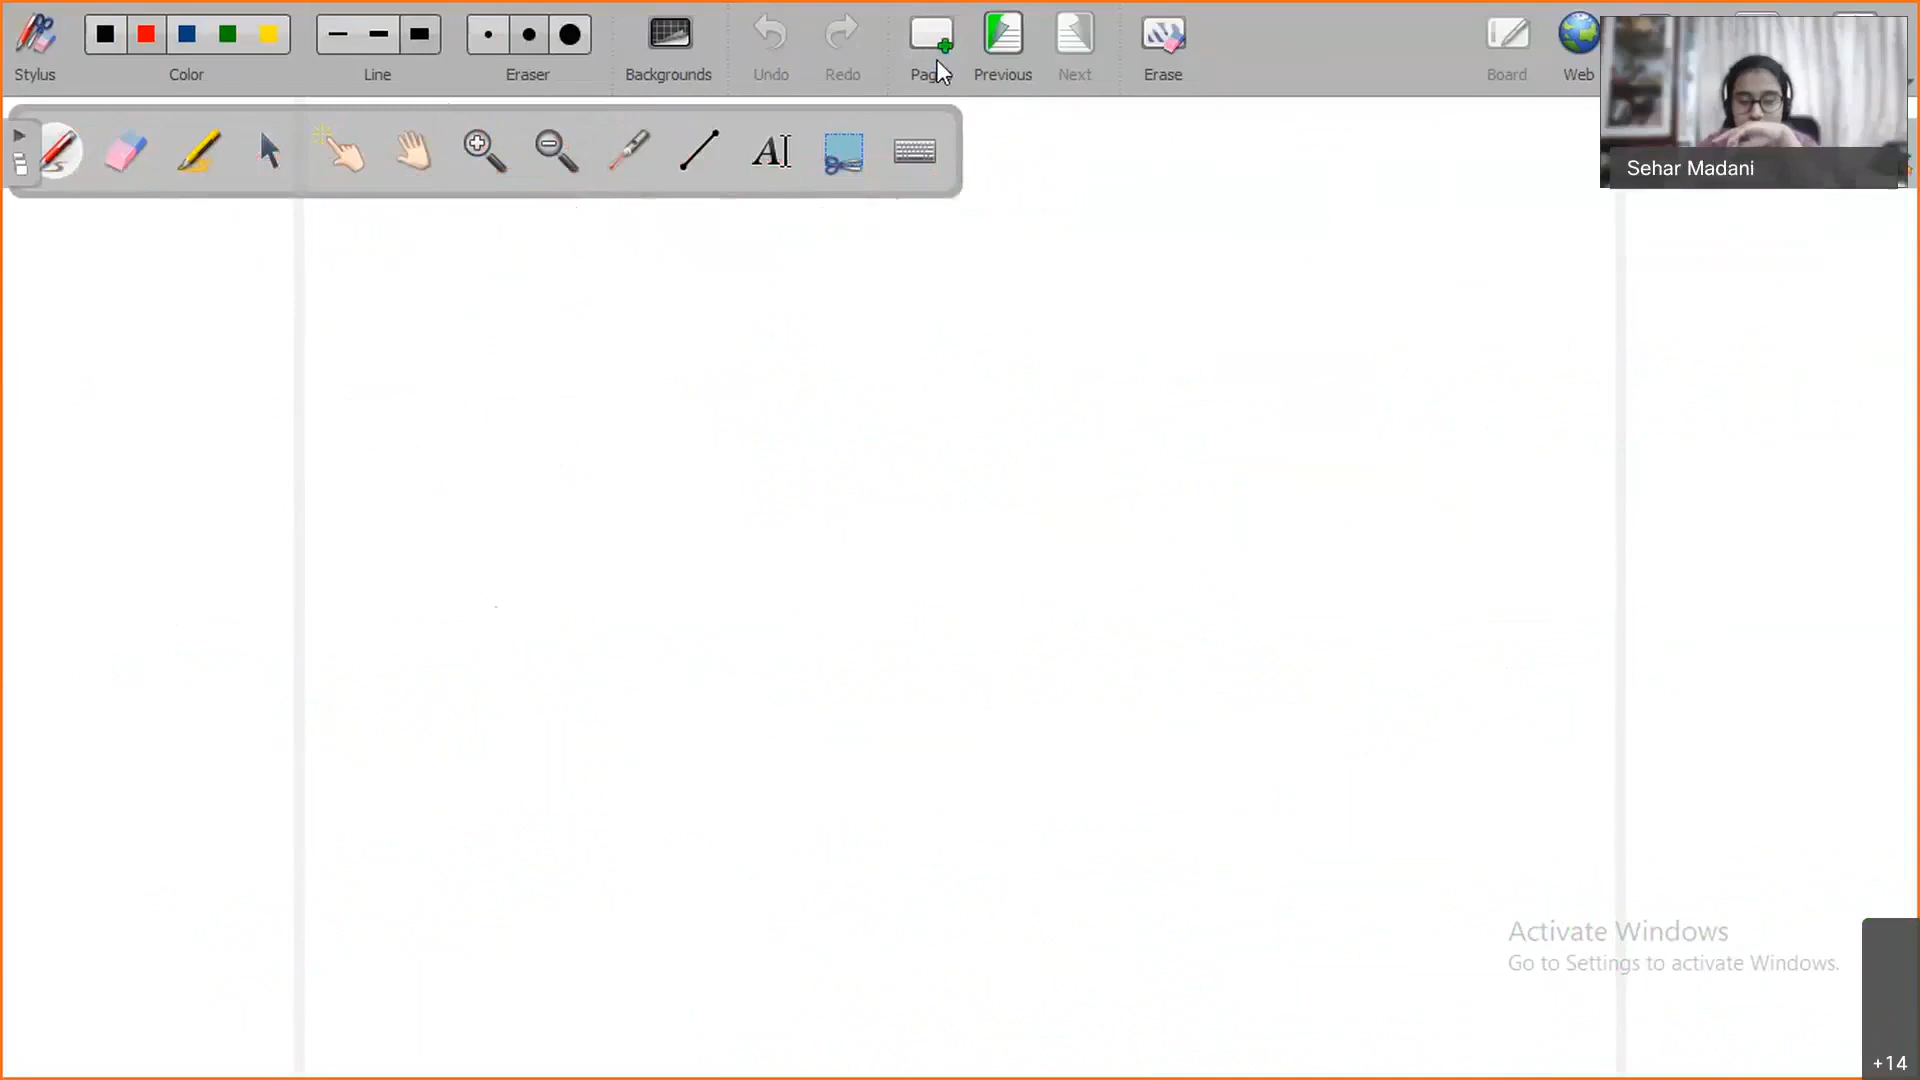 Stylus
Color
Line
Eraser
Backgrounds
Undo
Redo
Previous
Next
Erase
Board
Web
Sehar Madani
AI
Activate Windows
Go to Settings to activate Windows.
+14